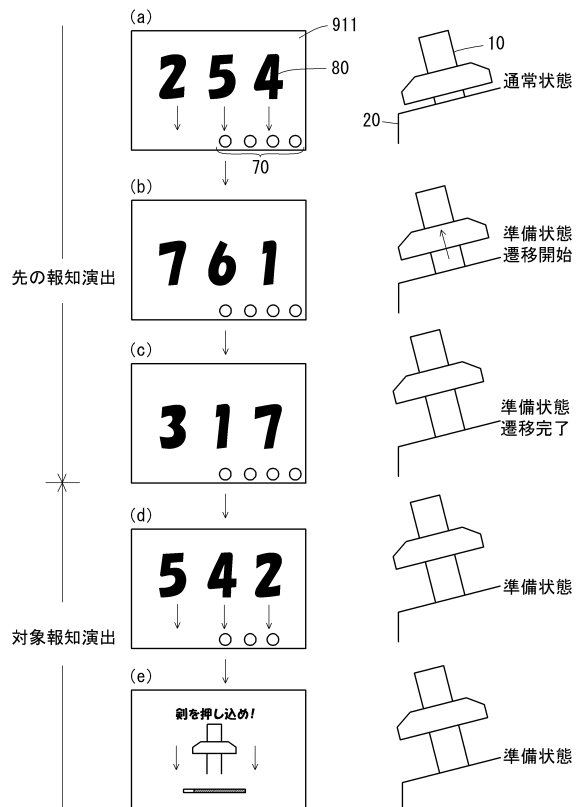 (a)
911
2 5 4
80
70
10
20
通常状態
(b)
7 6 1
準備状態
遷移開始
先の報知演出
(c)
3 1 7
準備状態
遷移完了
(d)
5 4 2
準備状態
対象報知演出
(e)
剣を押し込め!
準備状態